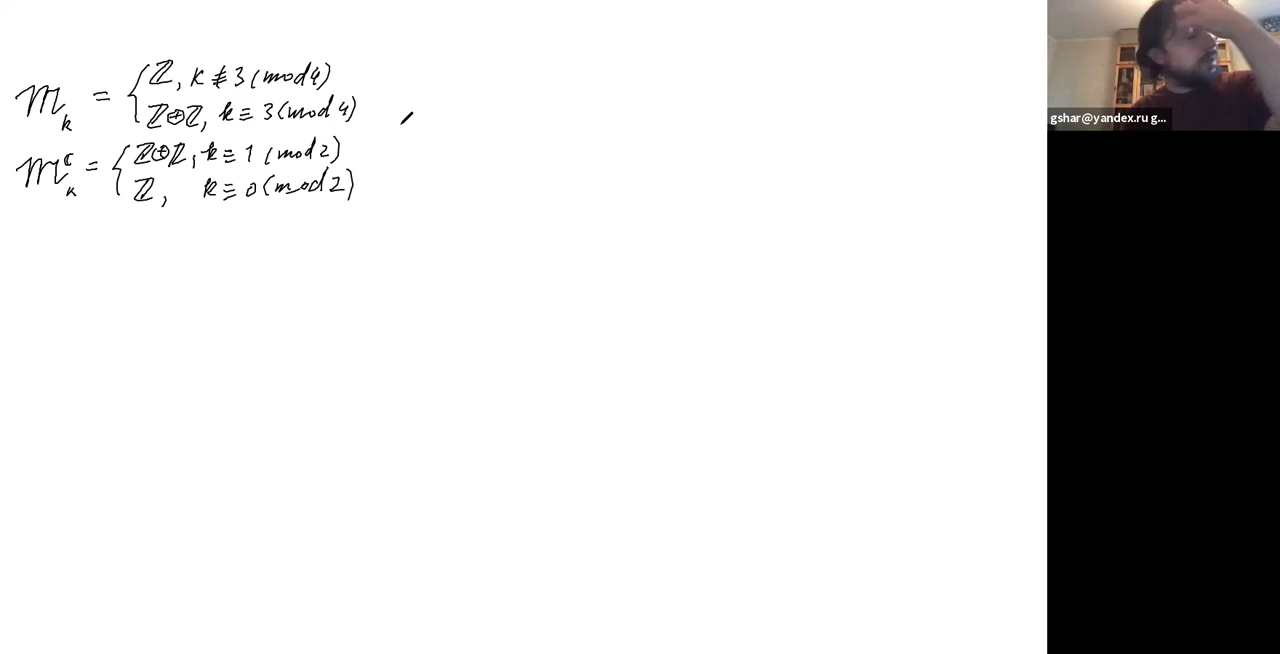 𝔐_k = { ℤ, k ≢ 3 (mod 4)
ℤ⊕ℤ, k ≡ 3 (mod 4)
𝔐^c_k = { ℤ⊕ℤ, k ≡ 1 (mod 2)
ℤ, k ≡ 0 (mod 2)
gshar@yandex.ru g...